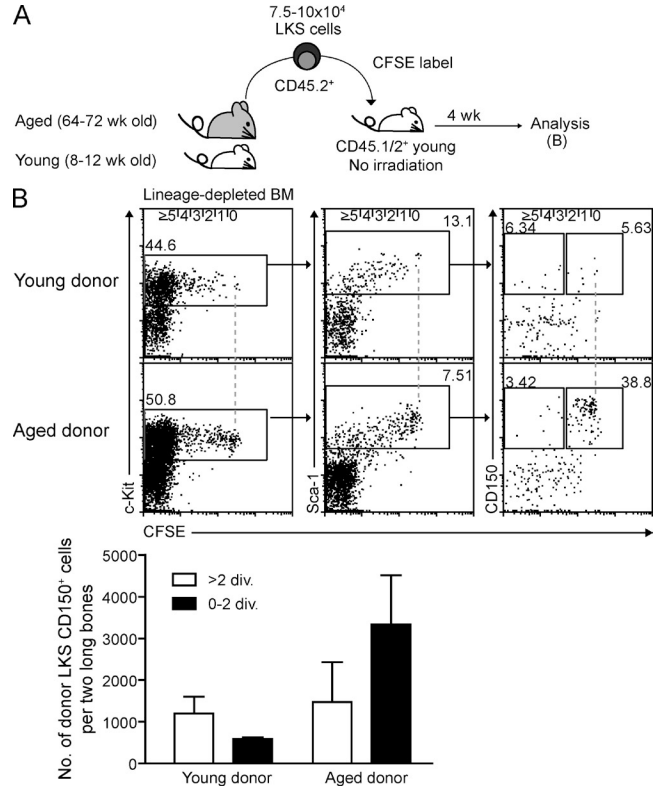 A
7.5-10x10⁴
LKS cells
CD45.2⁺
CFSE label
Aged (64-72 wk old)
Young (8-12 wk old)
CD45.1/2⁺ young
No irradiation
4 wk
Analysis
(B)
B
Lineage-depleted BM
≥5 4 3 2 1 0
≥5 4 3 2 1 0
≥5 4 3 2 1 0
Young donor
44.6
13.1
6.34
5.63
Aged donor
50.8
7.51
3.42
38.8
c-Kit
Sca-1
CD150
CFSE
No. of donor LKS CD150⁺ cells
per two long bones
5000
4000
3000
2000
1000
0
>2 div.
0-2 div.
Young donor
Aged donor